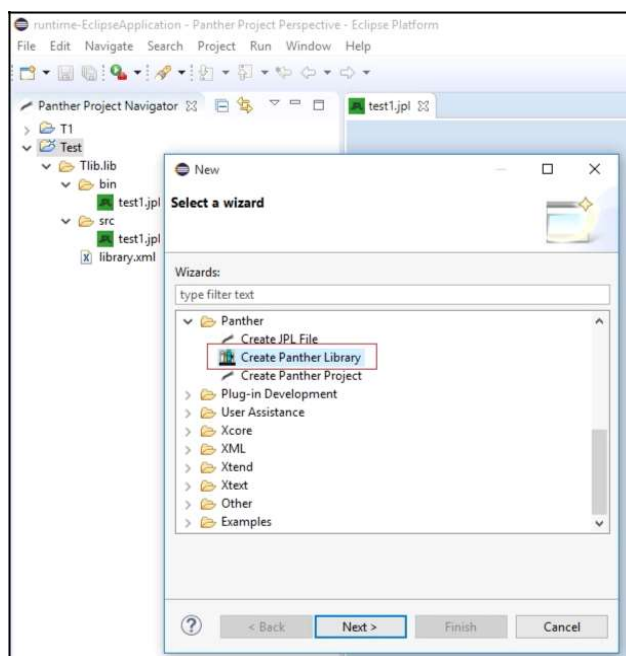 runtime-EclipseApplication - Panther Project Perspective - Eclipse Platform
File Edit Navigate Search Project Run Window Help
Panther Project Navigator
test1.jpl
T1
Test
Tlib.lib
bin
test1.jpl
src
test1.jpl
library.xml
New
Select a wizard
Wizards:
type filter text
Panther
Create JPL File
Create Panther Library
Create Panther Project
Plug-in Development
User Assistance
Xcore
XML
Xtend
Xtext
Other
Examples
? < Back Next > Finish Cancel